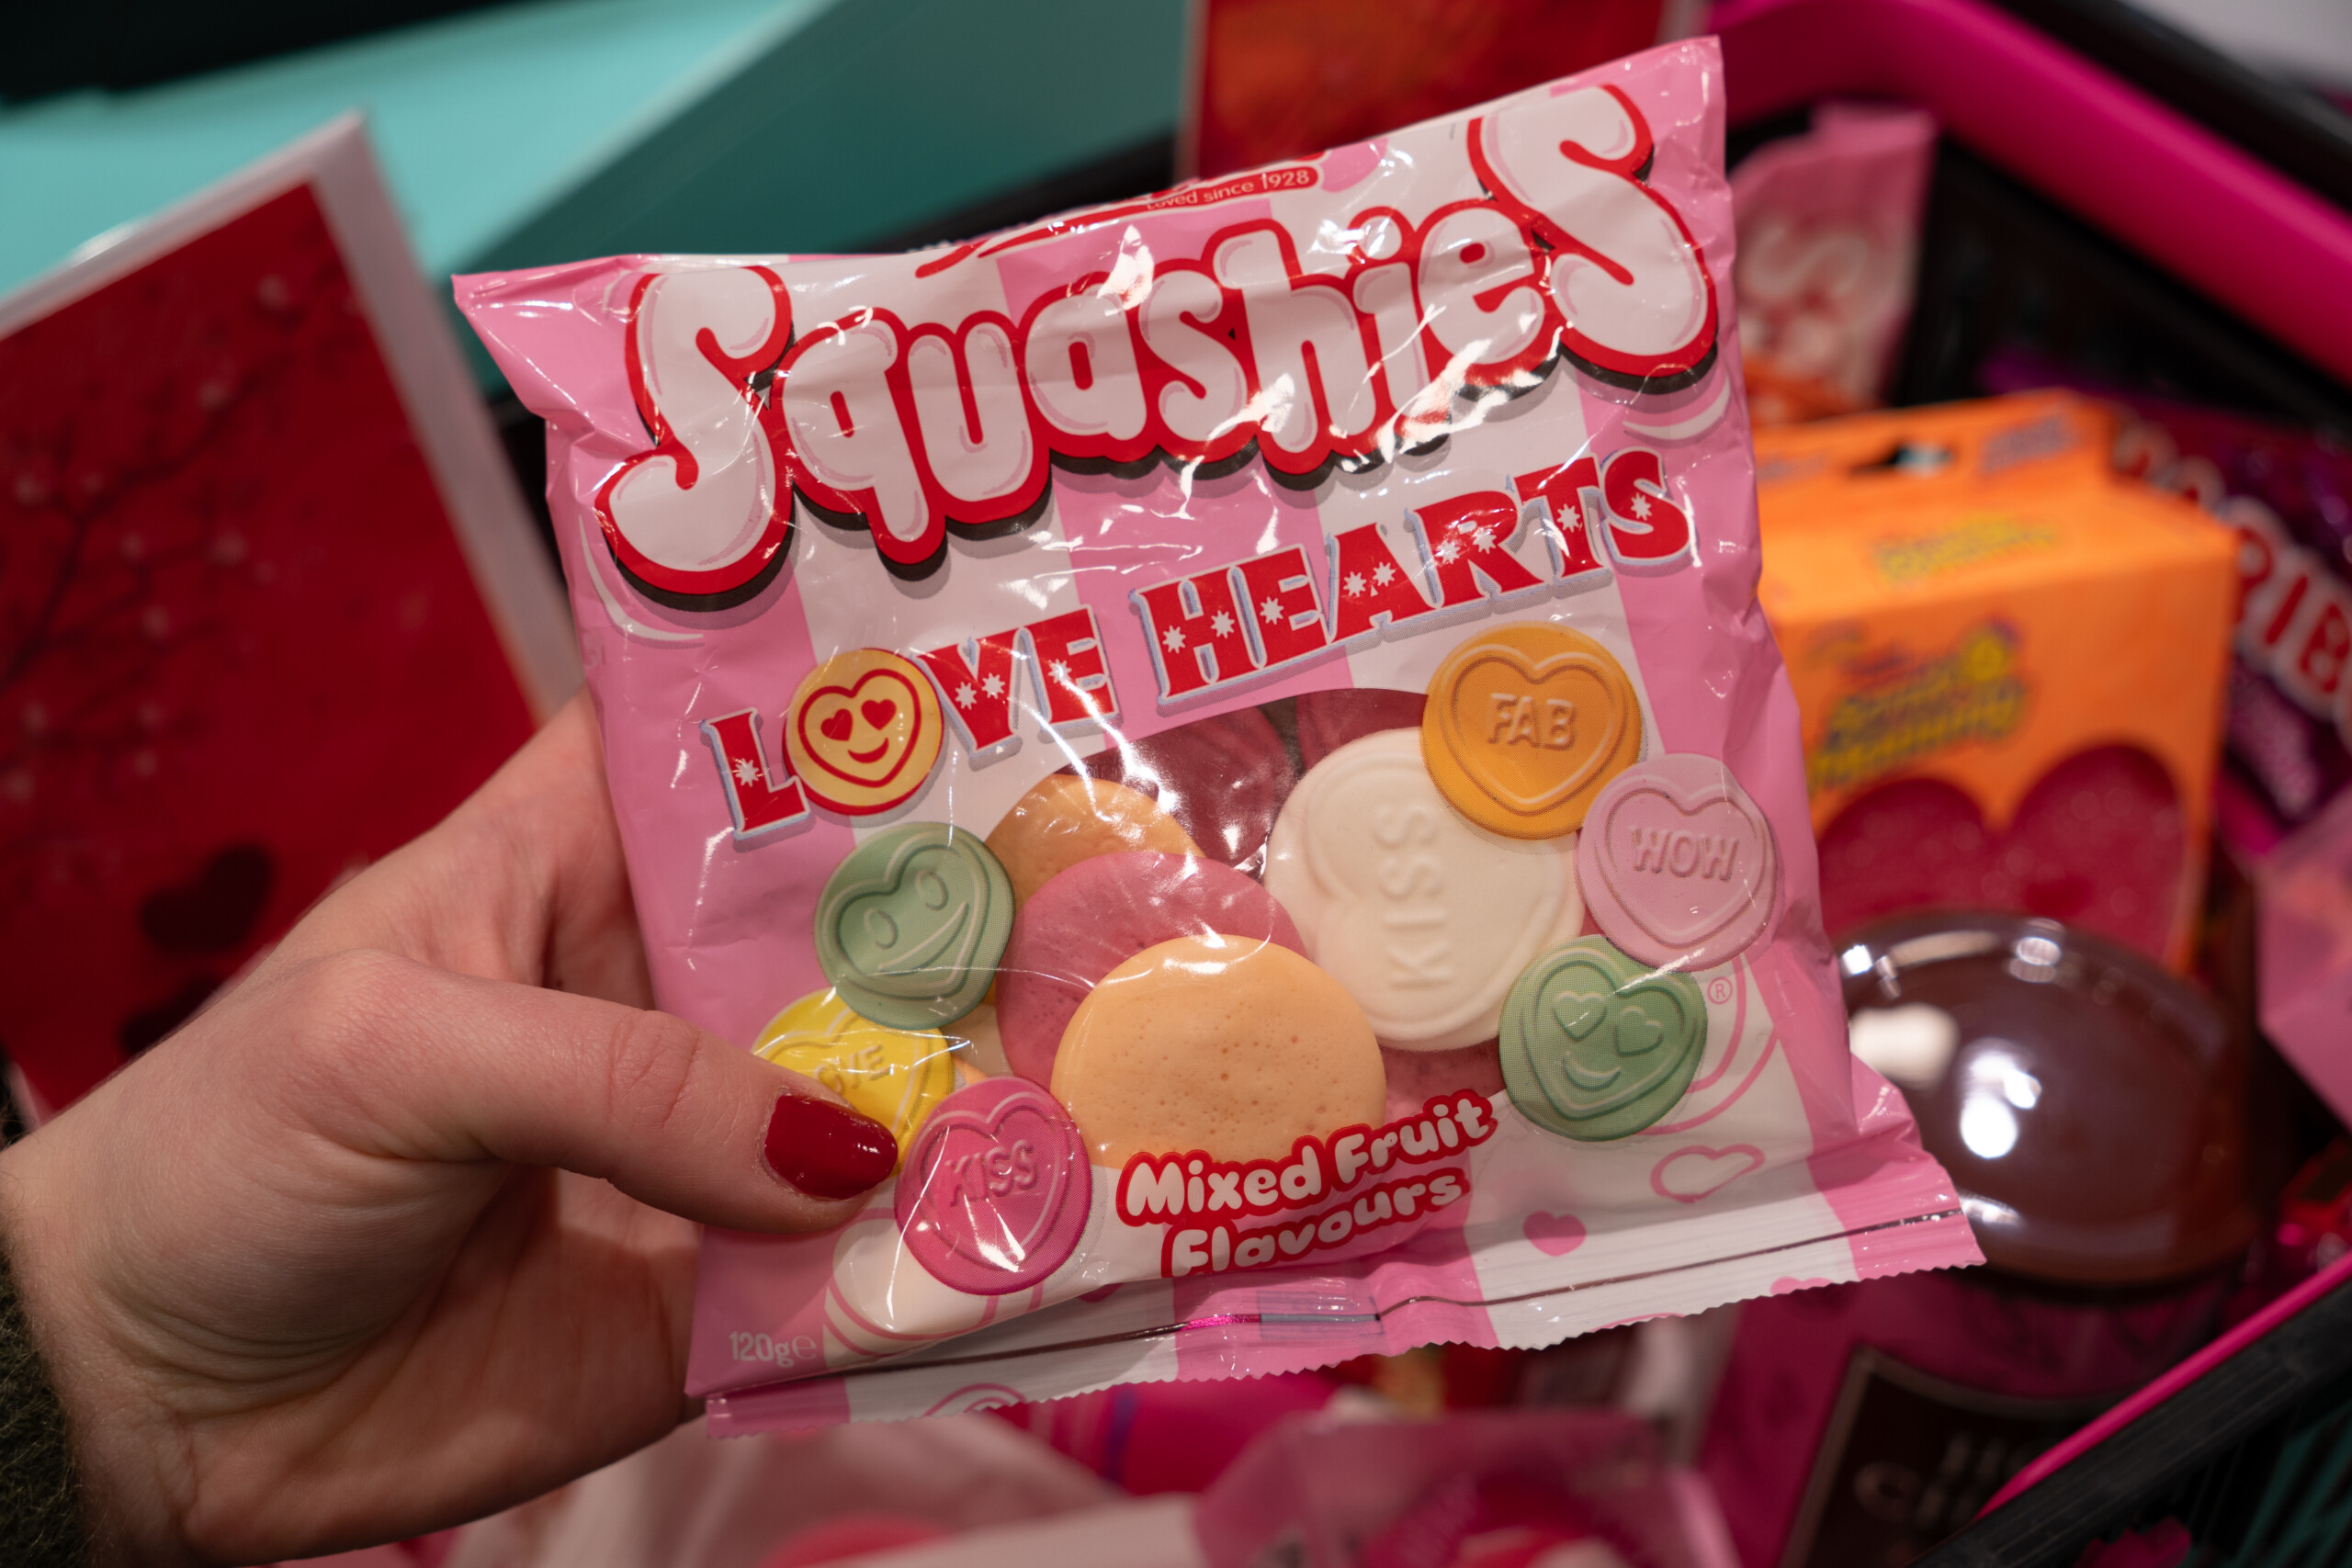 Loved since 1928
Squashies
LOVE HEARTS
FAB
KISS
WOW
KISS
Mixed Fruit
Flavours
®
120g℮